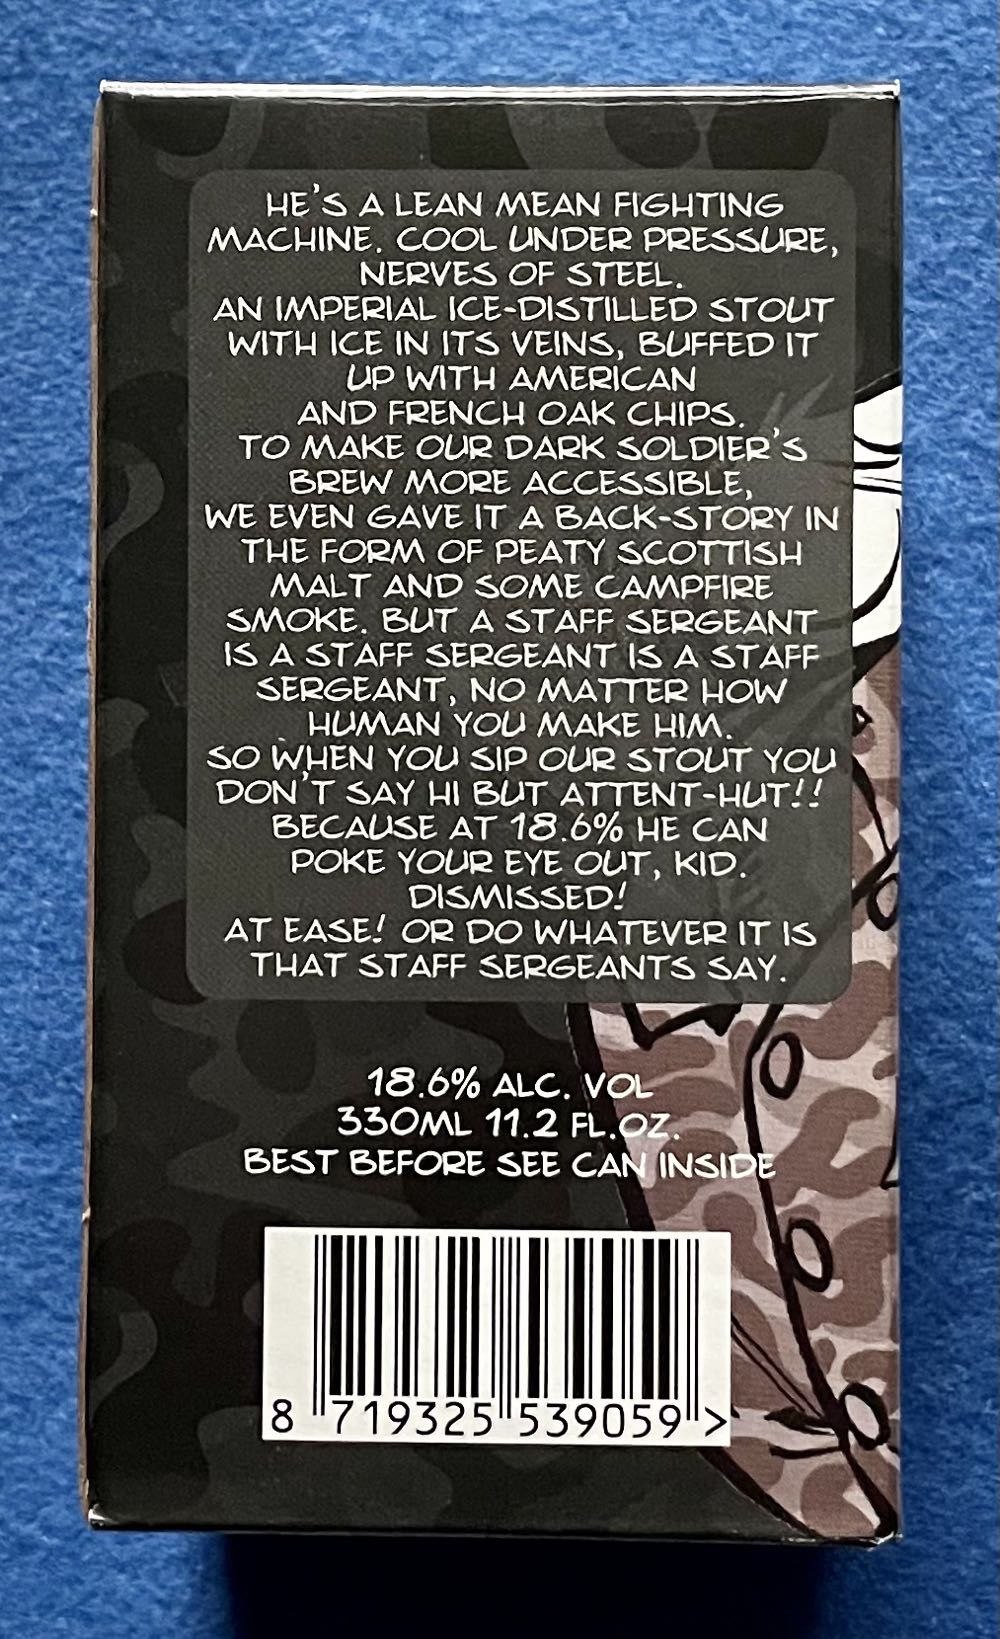 HE'S A LEAN MEAN FIGHTING
MACHINE. COOL UNDER PRESSURE,
NERVES OF STEEL.
AN IMPERIAL ICE-DISTILLED STOUT
WITH ICE IN ITS VEINS, BUFFED IT
UP WITH AMERICAN
AND FRENCH OAK CHIPS.
TO MAKE OUR DARK SOLDIER'S
BREW MORE ACCESSIBLE,
WE EVEN GAVE IT A BACK-STORY IN
THE FORM OF PEATY SCOTTISH
MALT AND SOME CAMPFIRE
SMOKE. BUT A STAFF SERGEANT
IS A STAFF SERGEANT IS A STAFF
SERGEANT, NO MATTER HOW
HUMAN YOU MAKE HIM.
SO WHEN YOU SIP OUR STOUT YOU
DON'T SAY HI BUT ATTENT-HUT!!
BECAUSE AT 18.6% HE CAN
POKE YOUR EYE OUT, KID.
DISMISSED!
AT EASE! OR DO WHATEVER IT IS
THAT STAFF SERGEANTS SAY.
18.6% ALC. VOL
330ML 11.2 FL.OZ.
BEST BEFORE SEE CAN INSIDE
8 719325 539059 >